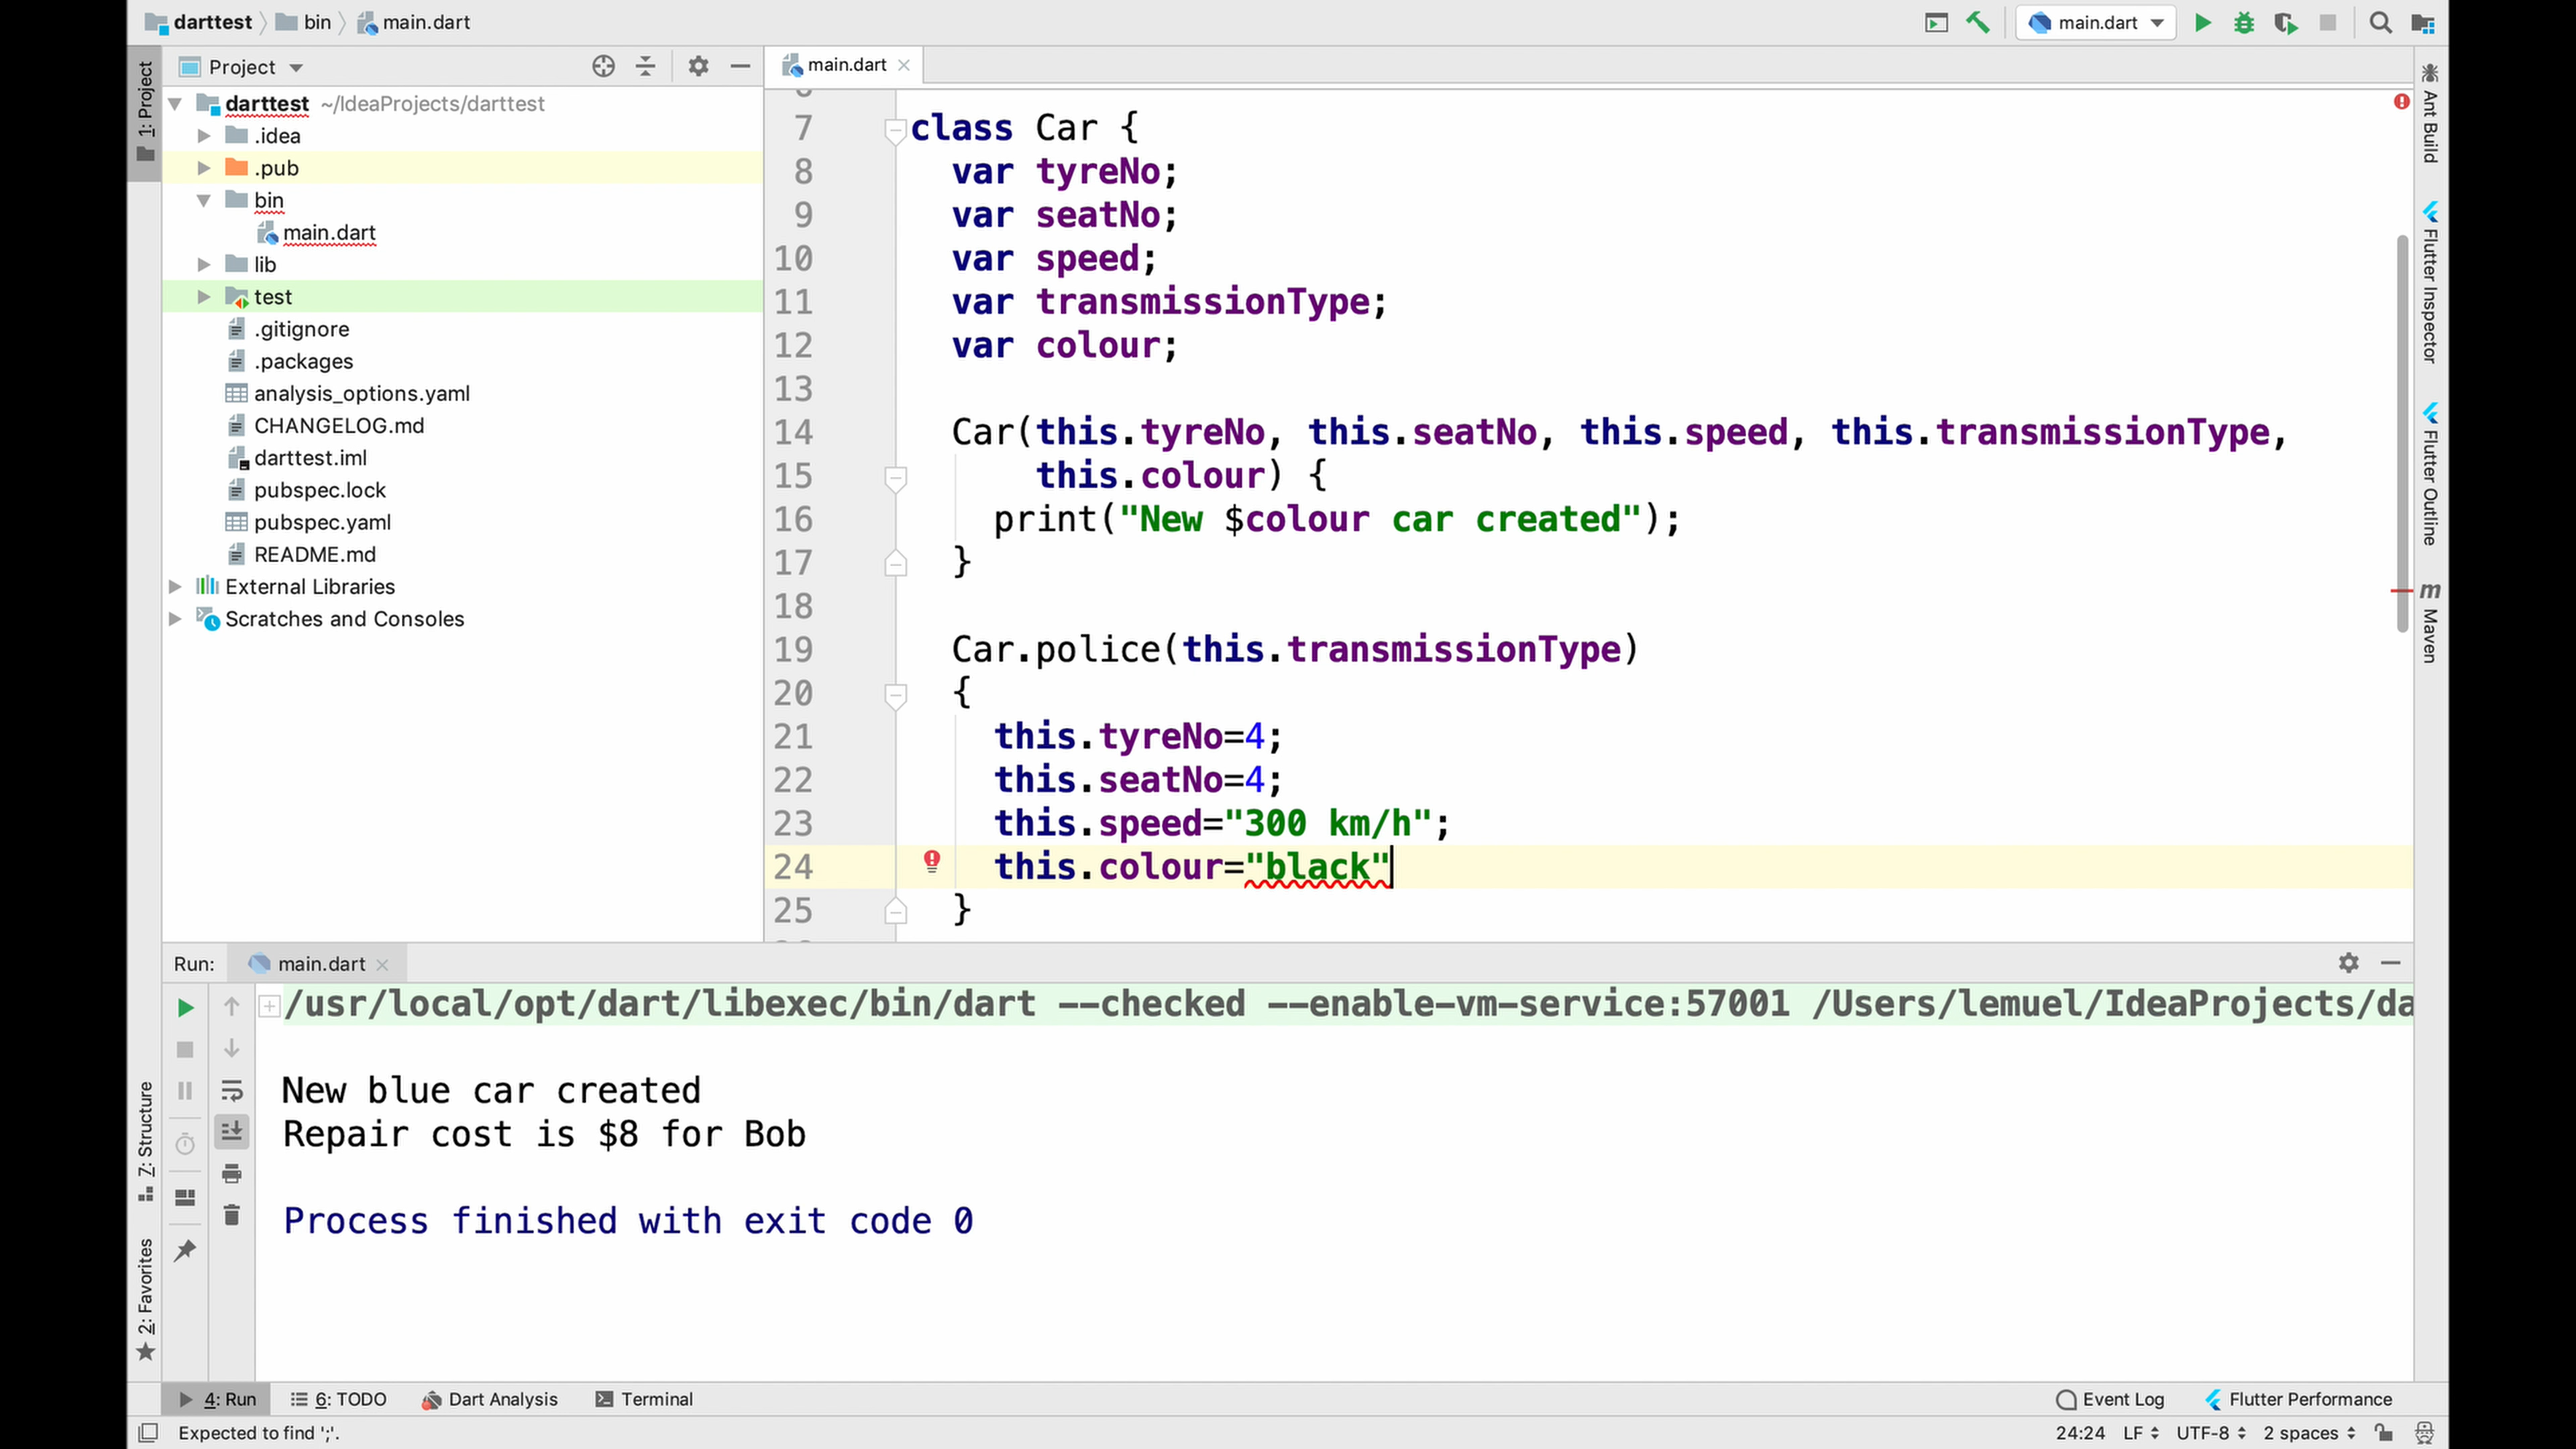 darttest bin main.dart
main.dart
Project
main.dart
1: Project
darttest ~/IdeaProjects/darttest
.idea
.pub
bin
main.dart
lib
test
.gitignore
.packages
analysis_options.yaml
CHANGELOG.md
darttest.iml
pubspec.lock
pubspec.yaml
README.md
External Libraries
Scratches and Consoles
7 class Car {
8 var tyreNo;
9 var seatNo;
10 var speed;
11 var transmissionType;
12 var colour;
13
14 Car(this.tyreNo, this.seatNo, this.speed, this.transmissionType,
15 this.colour) {
16 print("New $colour car created");
17 }
18
19 Car.police(this.transmissionType)
20 {
21 this.tyreNo=4;
22 this.seatNo=4;
23 this.speed="300 km/h";
24 this.colour="black"
25 }
Ant Build
Flutter Inspector
Flutter Outline
m Maven
Run: main.dart
/usr/local/opt/dart/libexec/bin/dart --checked --enable-vm-service:57001 /Users/lemuel/IdeaProjects/da
New blue car created
Repair cost is $8 for Bob
Process finished with exit code 0
Z: Structure
2: Favorites
4: Run 6: TODO Dart Analysis Terminal
Event Log Flutter Performance
Expected to find ';'.
24:24 LF UTF-8 2 spaces